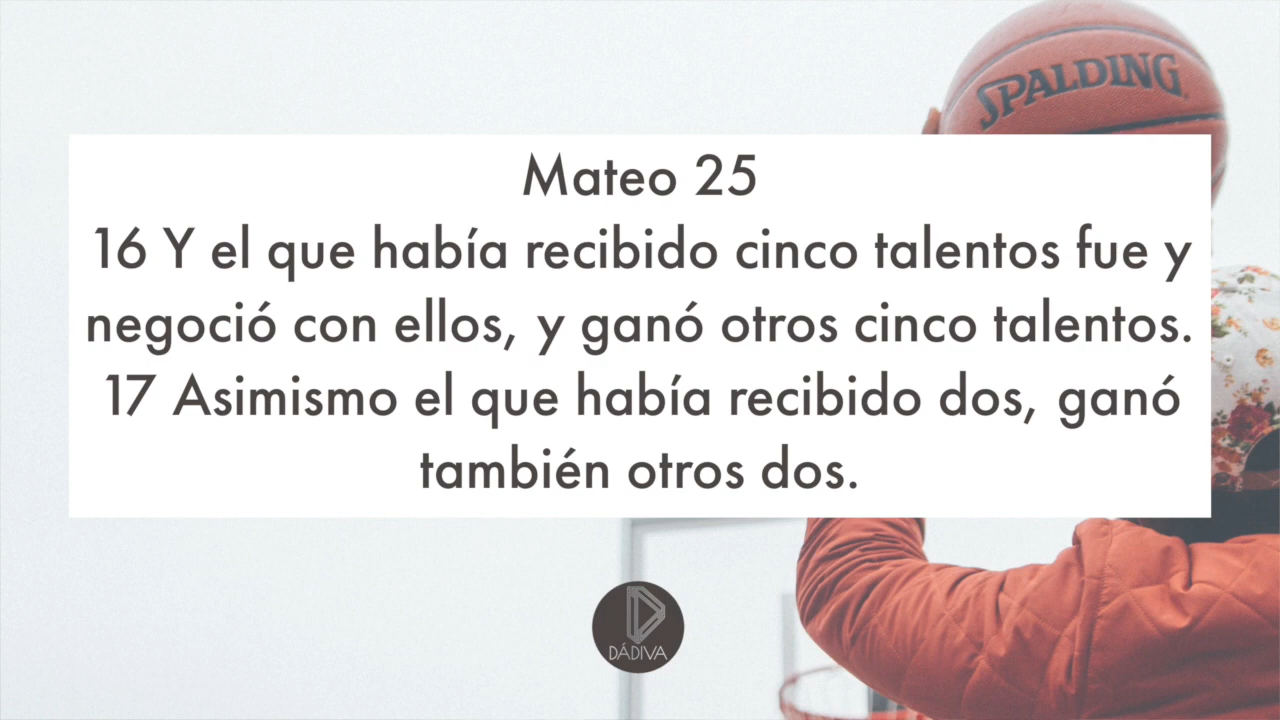 SPALDING
Mateo 25
16 Y el que había recibido cinco talentos fue y
negoció con ellos, y ganó otros cinco talentos.
17 Asimismo el que había recibido dos, ganó
también otros dos.
DÁDIVA